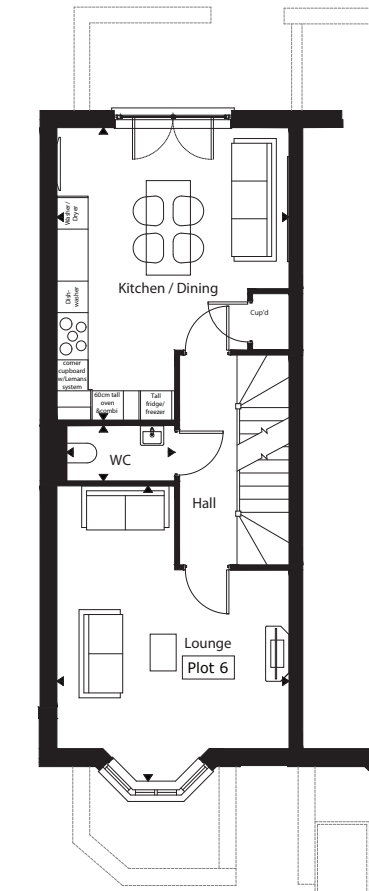 Washer/
Dryer
Kitchen / Dining
Dish-
washer
Cup'd
corner
cupboard
w/Lemans
system
60cm tall
oven
&combi
Tall
fridge/
freezer
WC
Hall
Lounge
Plot 6